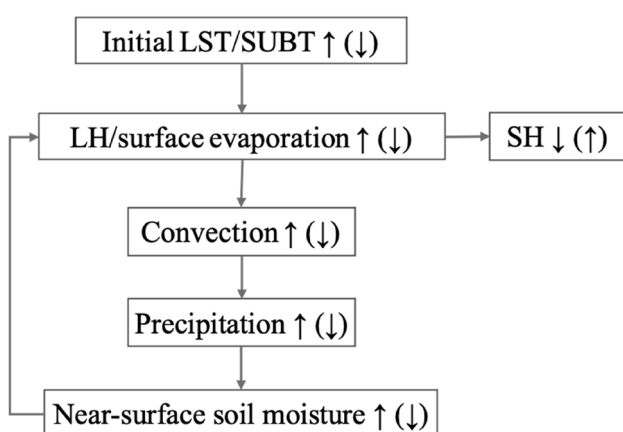 Initial LST/SUBT ↑ (↓)
LH/surface evaporation ↑ (↓)
SH ↓ (↑)
Convection ↑ (↓)
Precipitation ↑ (↓)
Near-surface soil moisture ↑ (↓)